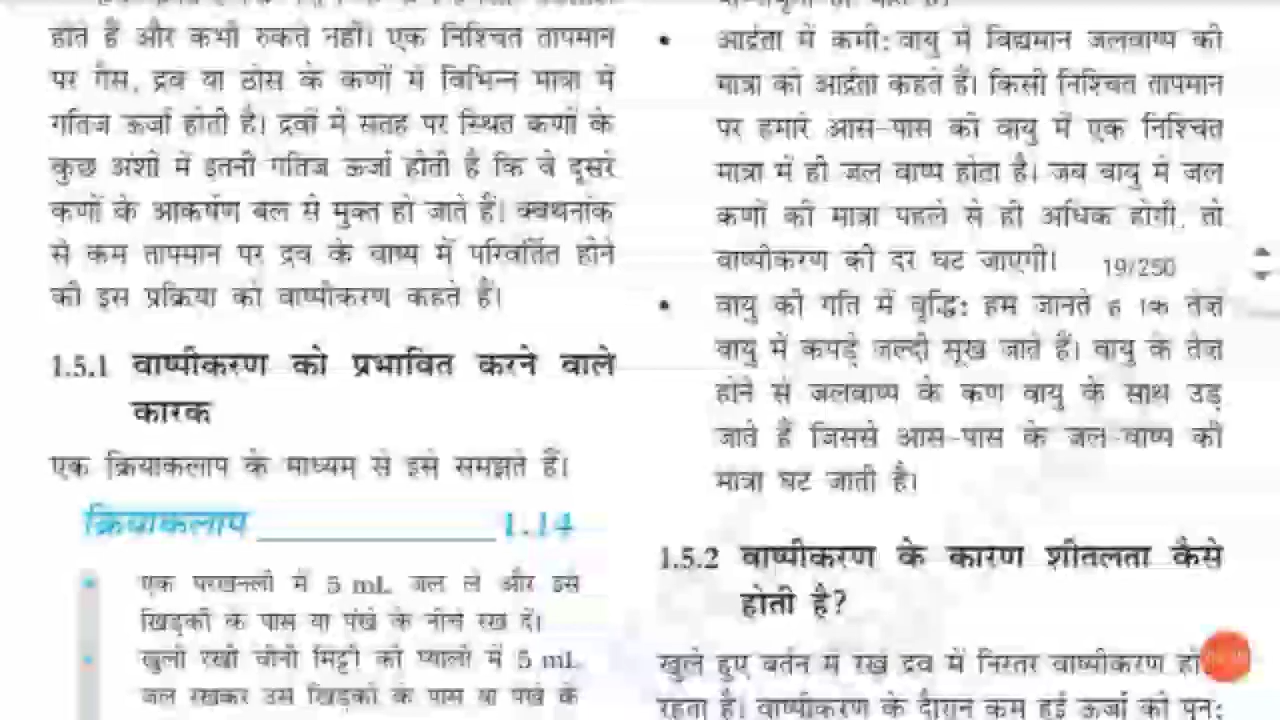 होते हैं और कभी रुकते नहीं। एक निश्चित तापमान
पर गैस, द्रव या ठोस के कणों में विभिन्न मात्रा में
गतिज ऊर्जा होती है। द्रवों में सतह पर स्थित कणों के
कुछ अंशों में इतनी गतिज ऊर्जा होती है कि वे दूसरे
कणों के आकर्षण बल से मुक्त हो जाते हैं। क्वथनांक
से कम तापमान पर द्रव के वाष्प में परिवर्तित होने
की इस प्रक्रिया को वाष्पीकरण कहते हैं।
1.5.1 वाष्पीकरण को प्रभावित करने वाले
कारक
एक क्रियाकलाप के माध्यम से इसे समझते हैं।
क्रियाकलाप 1.14
• एक परखनली में 5 mL जल लें और इसे
खिड़की के पास या पंखे के नीचे रख दें।
• खुली रखी चीनी मिट्टी की प्याली में 5 mL
जल रखकर उसे खिड़की के पास या पंखे के
• आर्द्रता में कमी: वायु में विद्यमान जलवाष्प की
मात्रा को आर्द्रता कहते हैं। किसी निश्चित तापमान
पर हमारे आस-पास की वायु में एक निश्चित
मात्रा में ही जल वाष्प होता है। जब वायु में जल
कणों की मात्रा पहले से ही अधिक होगी, तो
वाष्पीकरण की दर घट जाएगी।
19/250
• वायु की गति में वृद्धि: हम जानते हैं कि तेज़
वायु में कपड़े जल्दी सूख जाते हैं। वायु के तेज़
होने से जलवाष्प के कण वायु के साथ उड़
जाते हैं जिससे आस-पास के जल-वाष्प की
मात्रा घट जाती है।
1.5.2 वाष्पीकरण के कारण शीतलता कैसे
होती है?
खुले हुए बर्तन में रखे द्रव में निरंतर वाष्पीकरण
रहता है। वाष्पीकरण के दौरान कम हुई ऊर्जा को पुन: